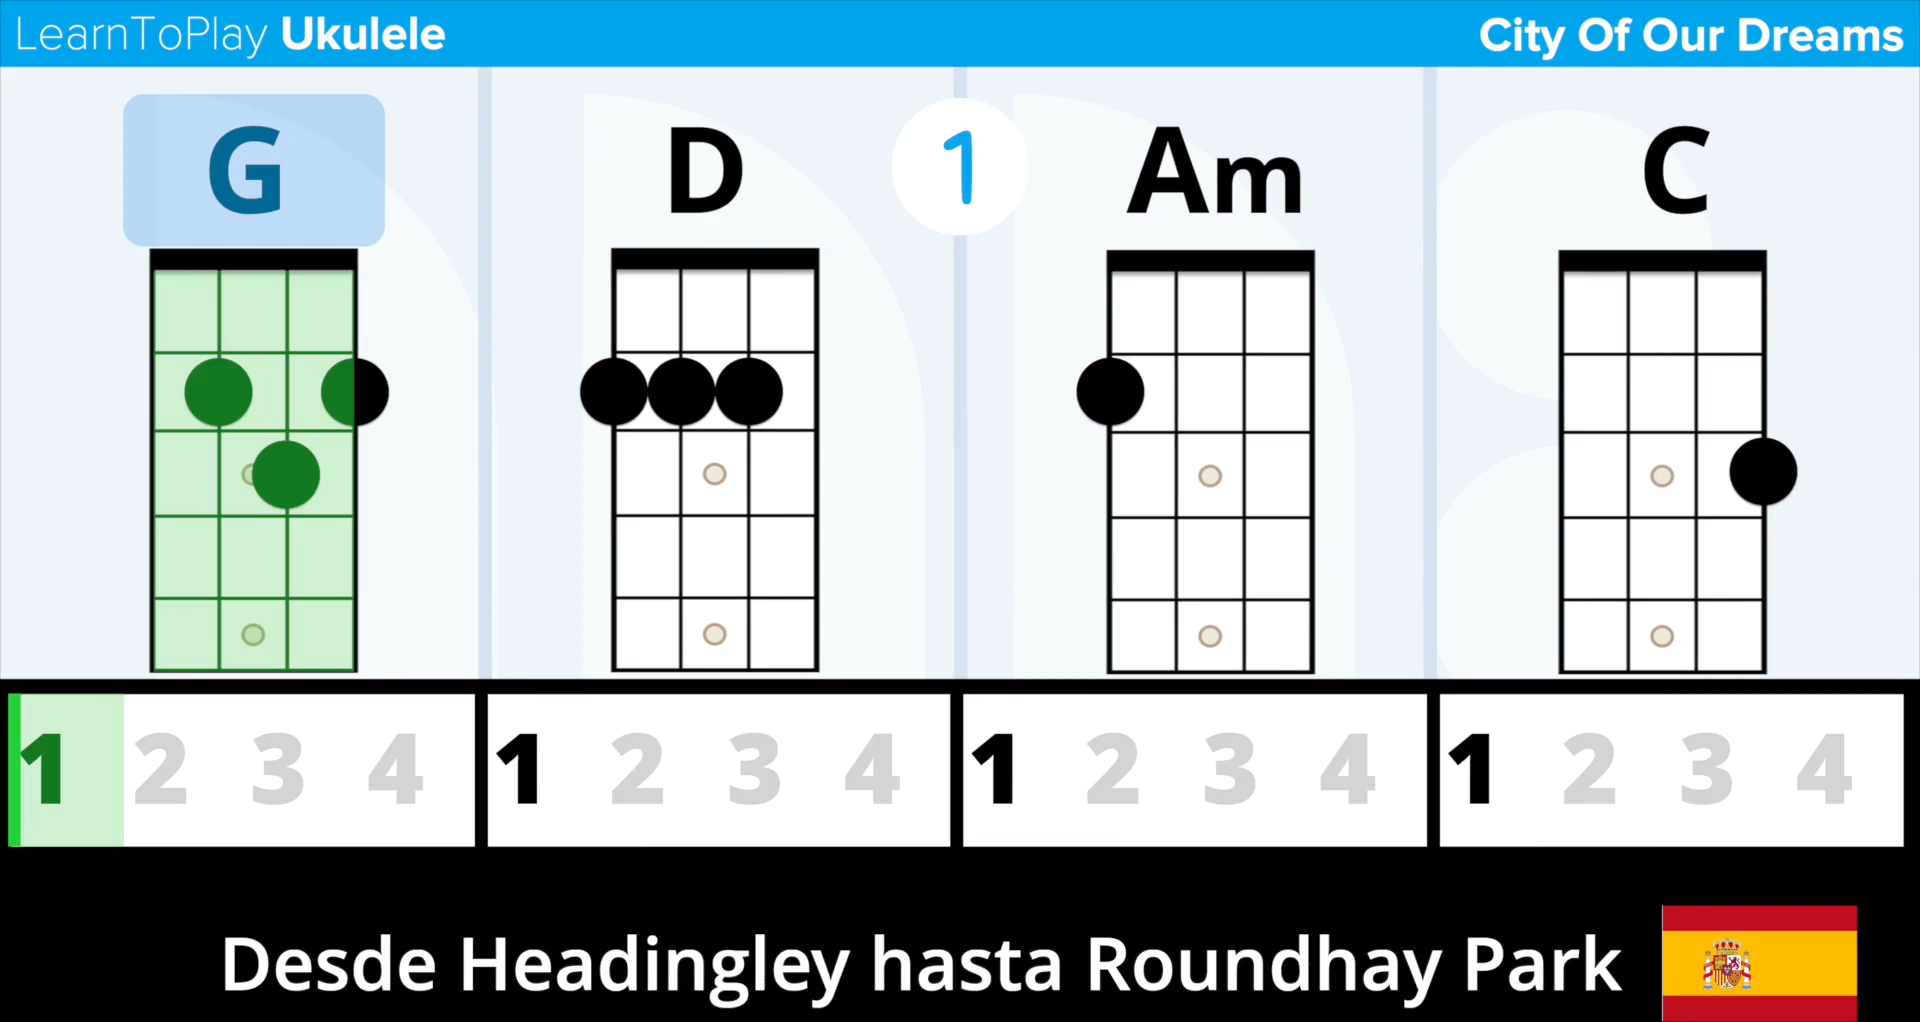 LearnToPlay Ukulele
City Of Our Dreams
G D 1 Am C
1 2 3 4 1 2 3 4 1 2 3 4 1 2 3 4
Desde Headingley hasta Roundhay Park